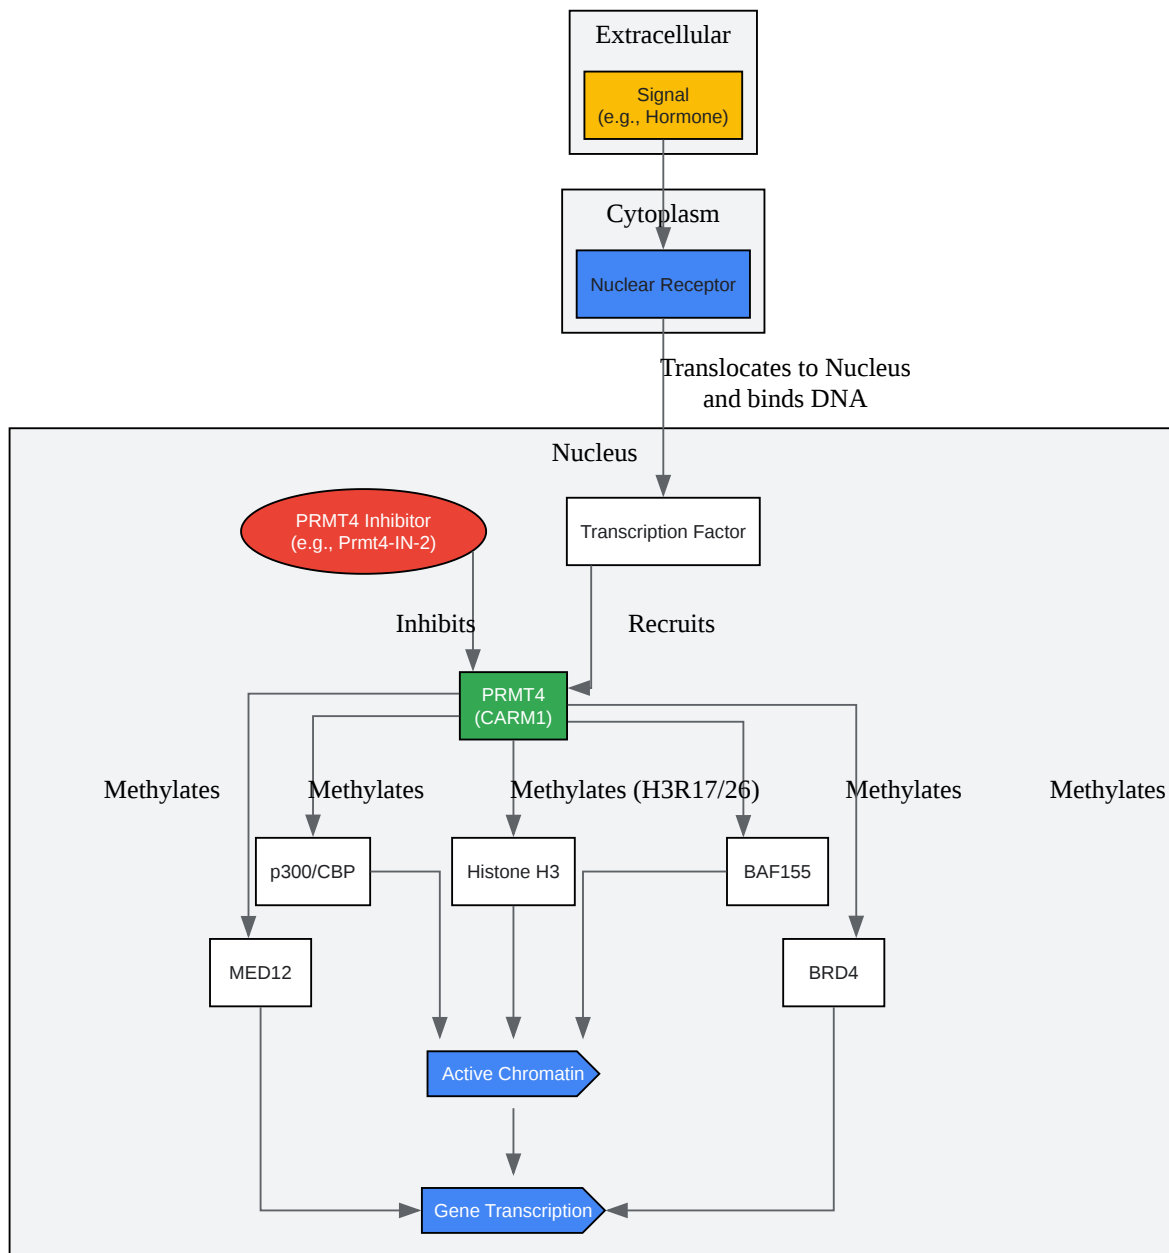 Extracellular
Signal
(e.g., Hormone)
Cytoplasm
Nuclear Receptor
Translocates to Nucleus
and binds DNA
Nucleus
PRMT4 Inhibitor
(e.g., Prmt4-IN-2)
Transcription Factor
Inhibits
Recruits
PRMT4
(CARM1)
Methylates
Methylates
Methylates (H3R17/26)
Methylates
Methylates
p300/CBP
Histone H3
BAF155
MED12
BRD4
Active Chromatin
Gene Transcription